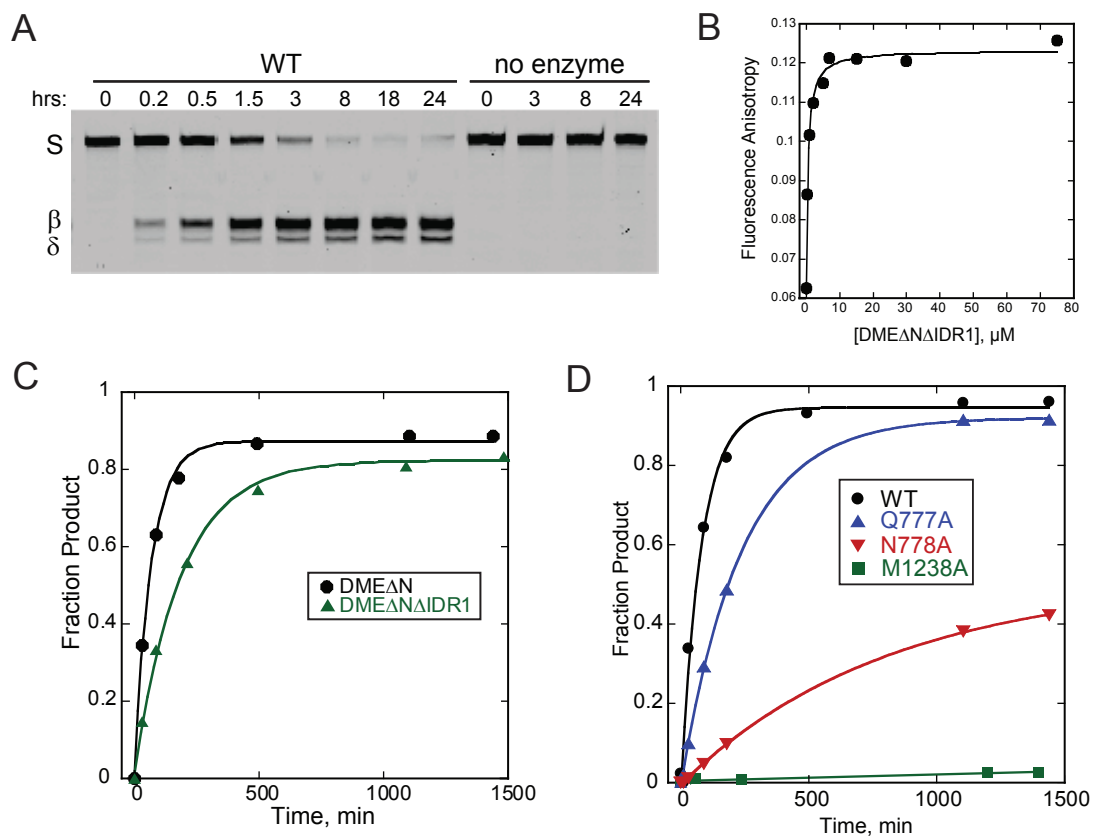 A
WT no enzyme
hrs: 0 0.2 0.5 1.5 3 8 18 24 0 3 8 24
S
β
δ
B
0.13
0.12
0.11
0.1
0.09
0.08
0.07
0.06
Fluorescence Anisotropy
0 10 20 30 40 50 60 70 80
[DMEΔNΔIDR1], µM
C
1
0.8
0.6
0.4
0.2
0
Fraction Product
DMEΔN
DMEΔNΔIDR1
0 500 1000 1500
Time, min
D
1
0.8
0.6
0.4
0.2
0
Fraction Product
WT
Q777A
N778A
M1238A
0 500 1000 1500
Time, min